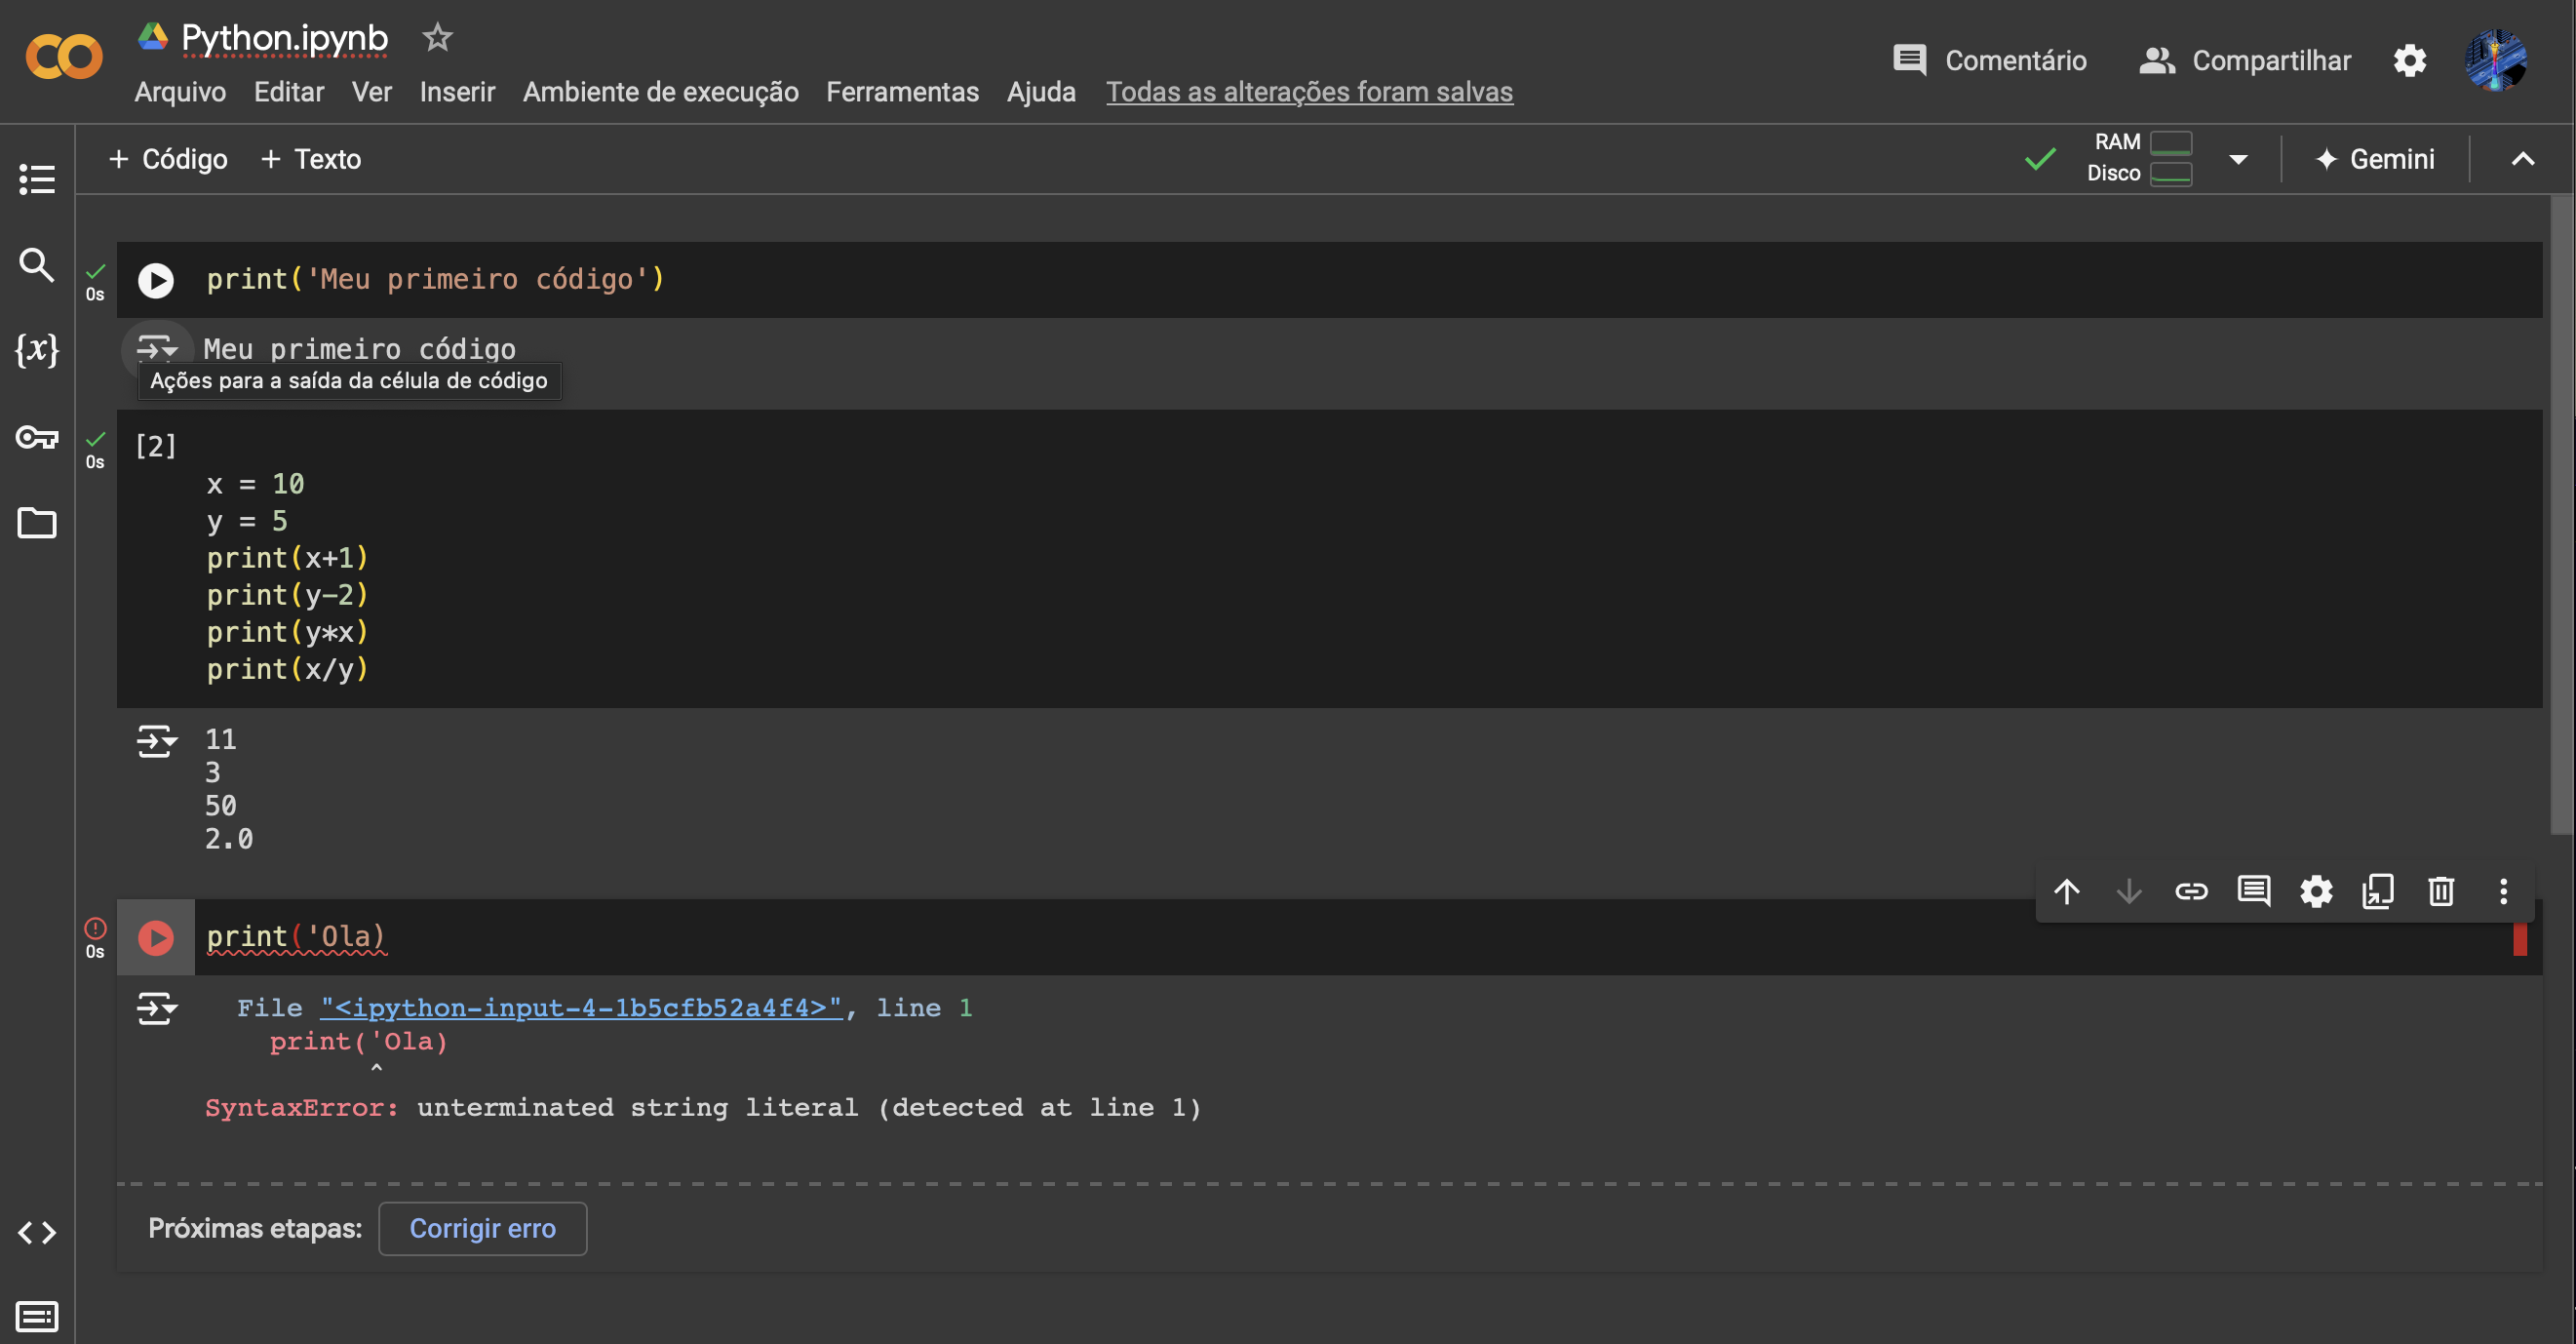 Python.ipynb
Arquivo Editar Ver Inserir Ambiente de execução Ferramentas Ajuda Todas as alterações foram salvas
Comentário Compartilhar
+ Código + Texto
RAM
Disco
Gemini
0s
print('Meu primeiro código')
Meu primeiro código
Ações para a saída da célula de código
0s
[2]
x = 10
y = 5
print(x+1)
print(y-2)
print(y*x)
print(x/y)
11
3
50
2.0
0s
print('Ola)
File "<ipython-input-4-1b5cfb52a4f4>", line 1
print('Ola)
^
SyntaxError: unterminated string literal (detected at line 1)
Próximas etapas: Corrigir erro